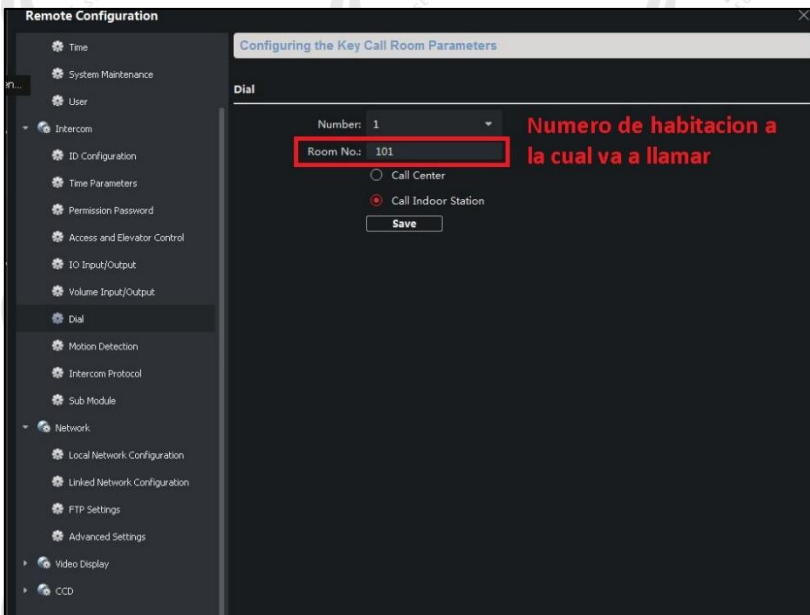 Remote Configuration
Time
System Maintenance
en...
User
Intercom
ID Configuration
Time Parameters
Permission Password
Access and Elevator Control
IO Input/Output
Volume Input/Output
Dial
Motion Detection
Intercom Protocol
Sub Module
Network
Local Network Configuration
Linked Network Configuration
FTP Settings
Advanced Settings
Video Display
CCD
Configuring the Key Call Room Parameters
Dial
Number: 1
Room No.: 101
Call Center
Call Indoor Station
Save
Numero de habitacion a
la cual va a llamar